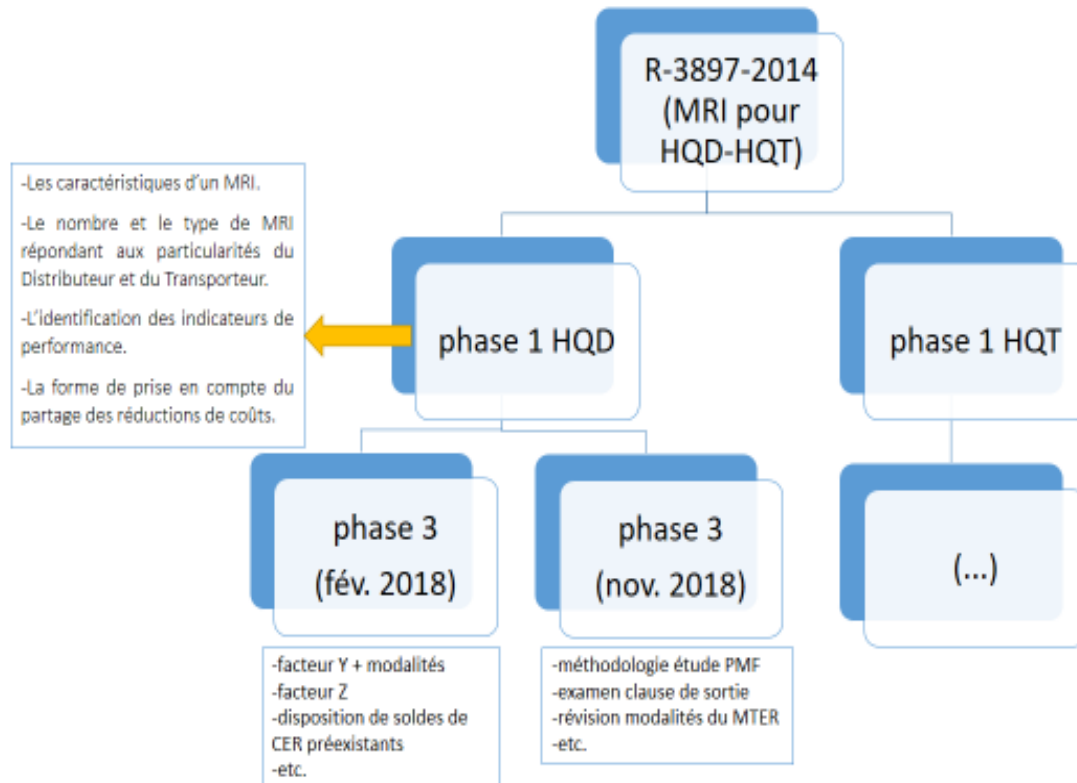 R-3897-2014
(MRI pour
HQD-HQT)
-Les caractéristiques d'un MRI.
-Le nombre et le type de MRI
répondant aux particularités du
Distributeur et du Transporteur.
-L'identification des indicateurs de
performance.
-La forme de prise en compte du
partage des réductions de coûts.
phase 1 HQD
phase 1 HQT
phase 3
(fév. 2018)
phase 3
(nov. 2018)
(...)
-facteur Y + modalités
-facteur Z
-disposition de soldes de
CER préexistants
-etc.
-méthodologie étude PMF
-examen clause de sortie
-révision modalités du MTER
-etc.